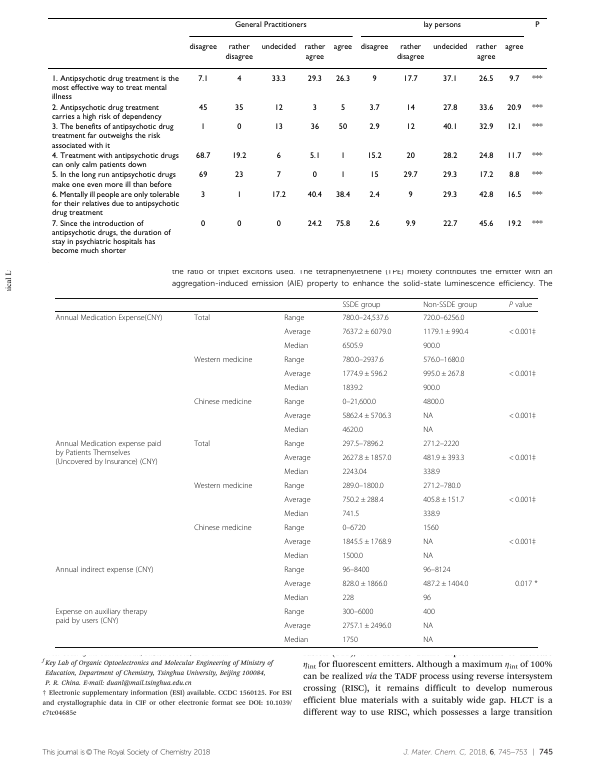 General Practitioners lay persons P
disagree rather disagree undecided rather agree agree disagree rather disagree undecided rather agree agree
1. Antipsychotic drug treatment is the 7.1 4 33.3 29.3 26.3 9 17.7 37.1 26.5 9.7 ***
most effective way to treat mental
illness
2. Antipsychotic drug treatment 45 35 12 3 5 3.7 14 27.8 33.6 20.9 ***
carries a high risk of dependency
3. The benefits of antipsychotic drug 1 0 13 36 50 2.9 12 40.1 32.9 12.1 ***
treatment far outweighs the risk
associated with it
4. Treatment with antipsychotic drugs 68.7 19.2 6 5.1 1 15.2 20 28.2 24.8 11.7 ***
can only calm patients down
5. In the long run antipsychotic drugs 69 23 7 0 1 15 29.7 29.3 17.2 8.8 ***
make one even more ill than before
6. Mentally ill people are only tolerable 3 1 17.2 40.4 38.4 2.4 9 29.3 42.8 16.5 ***
for their relatives due to antipsychotic
drug treatment
7. Since the introduction of 0 0 0 24.2 75.8 2.6 9.9 22.7 45.6 19.2 ***
antipsychotic drugs, the duration of
stay in psychiatric hospitals has
become much shorter
the ratio of triplet excitons used. The tetraphenylethene (TPE) moiety contributes the emitter with an
aggregation-induced emission (AIE) property to enhance the solid-state luminescence efficiency. The
SSDE group Non-SSDE group P value
Annual Medication Expense(CNY) Total Range 780.0–24,537.6 720.0–6256.0
Average 7637.2 ± 6079.0 1179.1 ± 990.4 < 0.001‡
Median 6505.9 900.0
Western medicine Range 780.0–2937.6 576.0–1680.0
Average 1774.9 ± 596.2 995.0 ± 267.8 < 0.001‡
Median 1839.2 900.0
Chinese medicine Range 0–21,600.0 4800.0
Average 5862.4 ± 5706.3 NA < 0.001‡
Median 4620.0 NA
Annual Medication expense paid Total Range 297.5–7896.2 271.2–2220
by Patients Themselves Average 2627.8 ± 1857.0 481.9 ± 393.3 < 0.001‡
(Uncovered by Insurance) (CNY) Median 2243.04 338.9
Western medicine Range 289.0–1800.0 271.2–780.0
Average 750.2 ± 288.4 405.8 ± 151.7 < 0.001‡
Median 741.5 338.9
Chinese medicine Range 0–6720 1560
Average 1845.5 ± 1768.9 NA < 0.001‡
Median 1500.0 NA
Annual indirect expense (CNY) Range 96–8400 96–8124
Average 828.0 ± 1866.0 487.2 ± 1404.0 0.017 *
Median 228 96
Expense on auxiliary therapy Range 300–6000 400
paid by users (CNY) Average 2757.1 ± 2496.0 NA
Median 1750 NA
f Key Lab of Organic Optoelectronics and Molecular Engineering of Ministry of
Education, Department of Chemistry, Tsinghua University, Beijing 100084,
P. R. China. E-mail: duanl@mail.tsinghua.edu.cn
† Electronic supplementary information (ESI) available. CCDC 1560125. For ESI
and crystallographic data in CIF or other electronic format see DOI: 10.1039/
c7tc04685e
ηint for fluorescent emitters. Although a maximum ηint of 100%
can be realized via the TADF process using reverse intersystem
crossing (RISC), it remains difficult to develop numerous
efficient blue materials with a suitably wide gap. HLCT is a
different way to use RISC, which possesses a large transition
This journal is © The Royal Society of Chemistry 2018
J. Mater. Chem. C, 2018, 6, 745–753 | 745